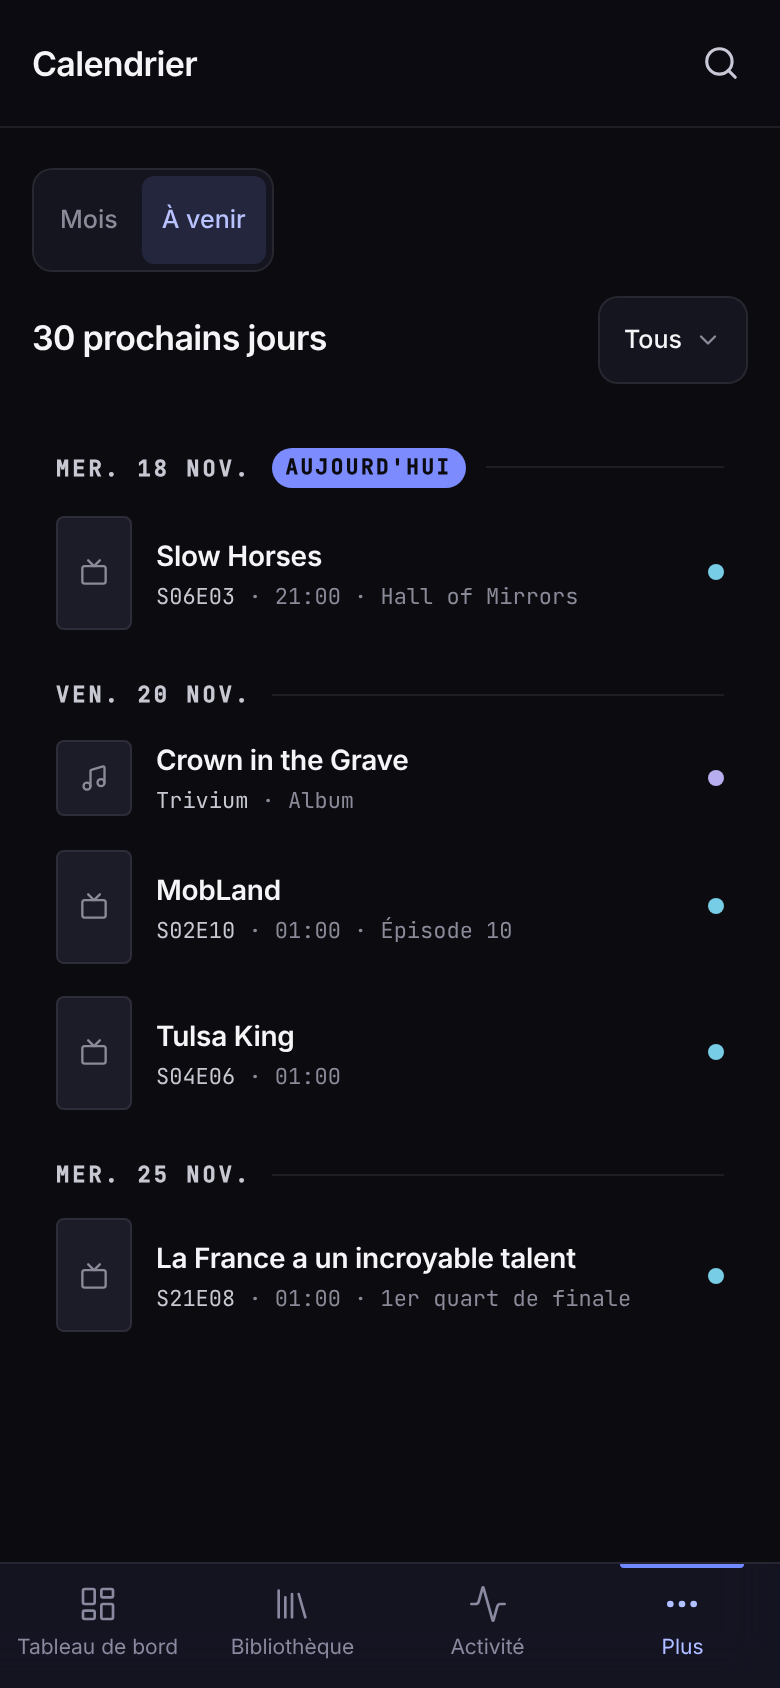 Calendrier
Mois
À venir
30 prochains jours
Tous
MER. 18 NOV.
AUJOURD'HUI
Slow Horses
S06E03 · 21:00 · Hall of Mirrors
VEN. 20 NOV.
Crown in the Grave
Trivium · Album
MobLand
S02E10 · 01:00 · Épisode 10
Tulsa King
S04E06 · 01:00
MER. 25 NOV.
La France a un incroyable talent
S21E08 · 01:00 · 1er quart de finale
Tableau de bord
Bibliothèque
Activité
Plus